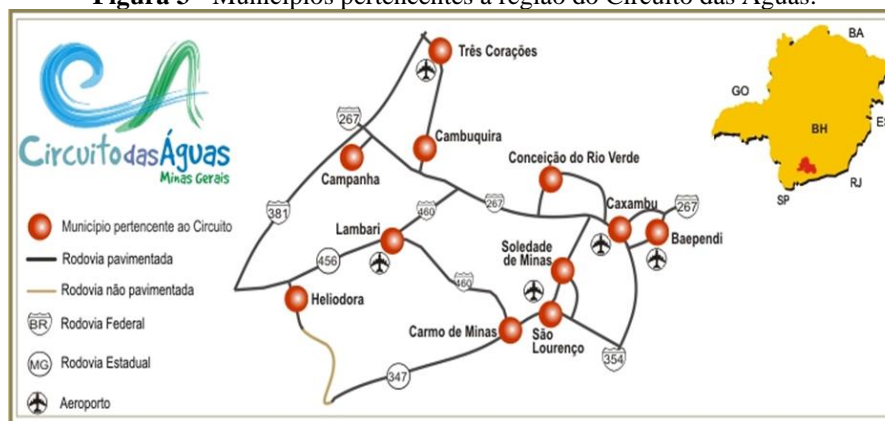 Figura 3 - Municípios pertencentes à região do Circuito das Águas.
Circuito das Águas
Minas Gerais
Município pertencente ao Circuito
Rodovia pavimentada
Rodovia não pavimentada
BR Rodovia Federal
MG Rodovia Estadual
Aeroporto
Três Corações
267
Cambuquira
Campanha
Conceição do Rio Verde
381
460
267
Caxambu
267
Lambari
Baependi
456
Soledade
de Minas
460
Heliodora
Carmo de Minas
São
Lourenço
354
347
BA
GO
BH
ES
SP
RJ